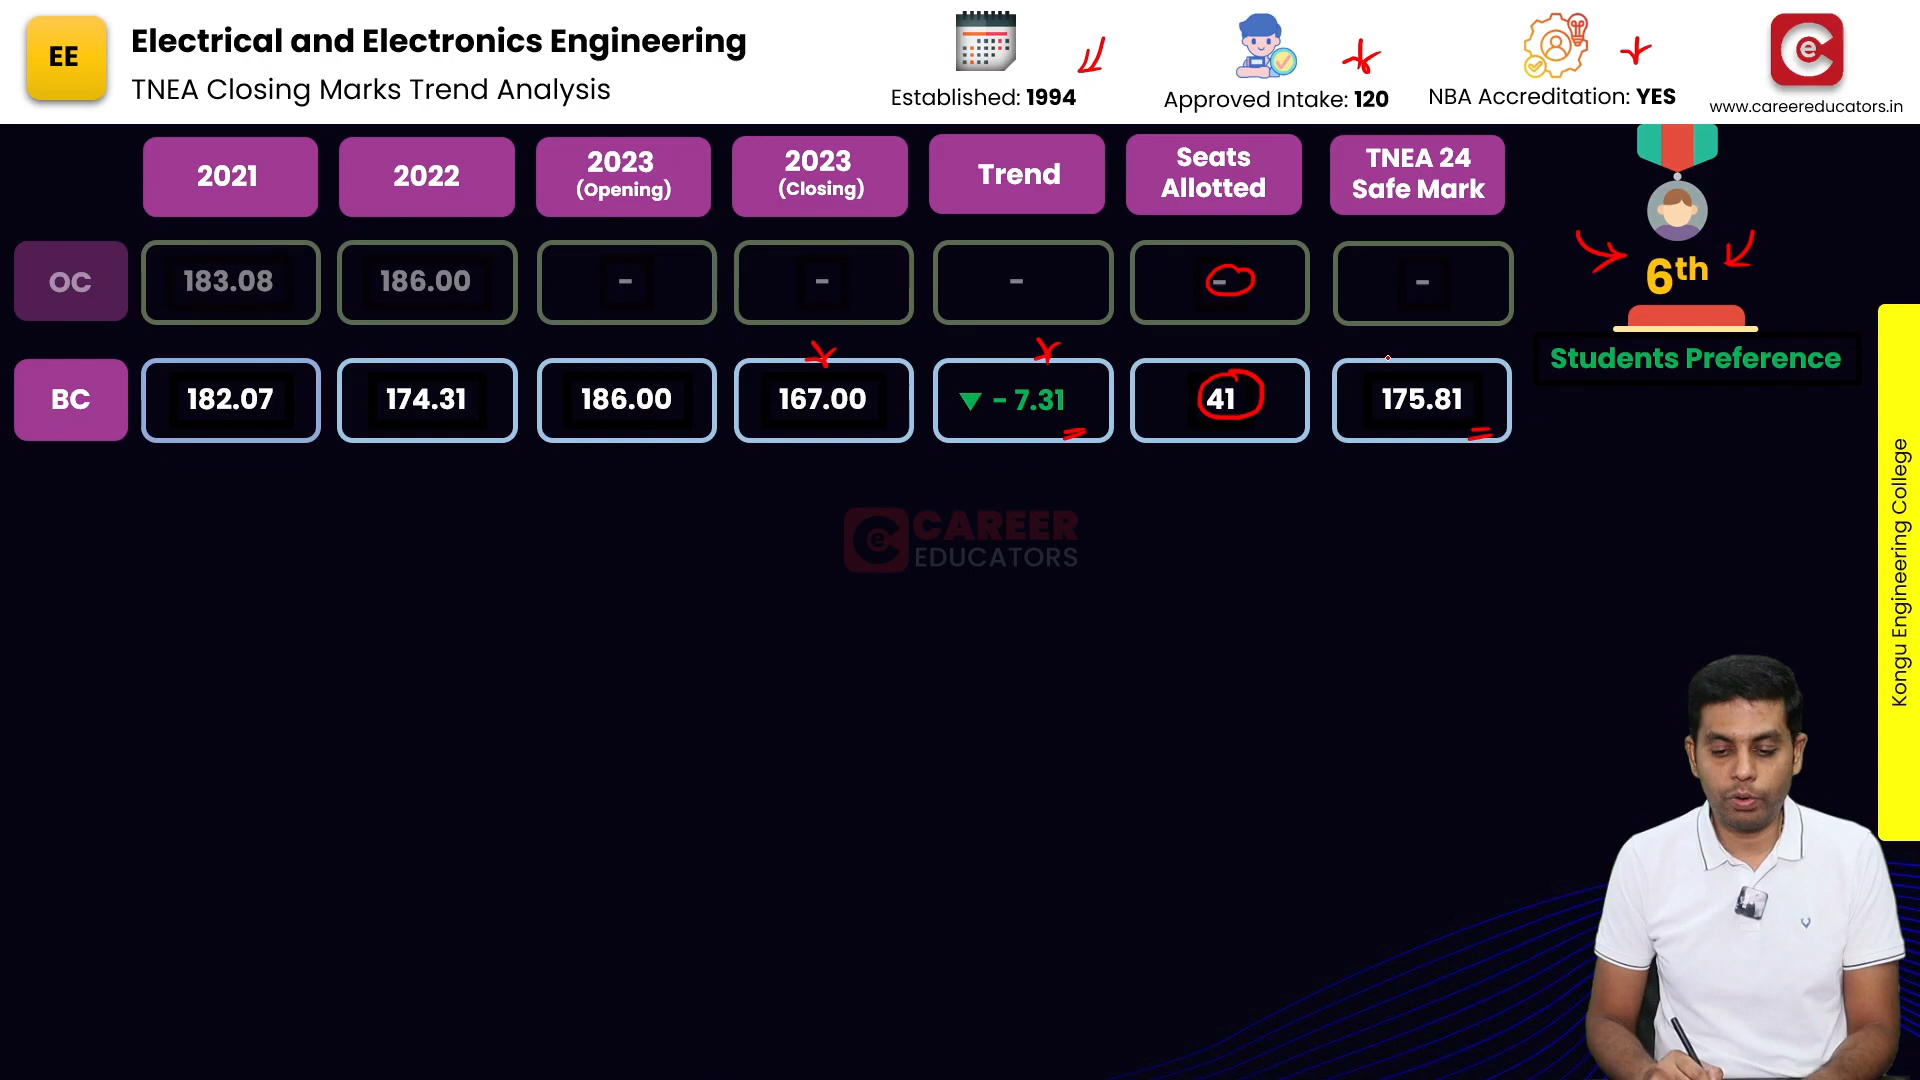 EE
Electrical and Electronics Engineering
TNEA Closing Marks Trend Analysis
Established: 1994
Approved Intake: 120
NBA Accreditation: YES
e
www.careereducators.in
2021
2022
2023
(Opening)
2023
(Closing)
Trend
Seats
Allotted
TNEA 24
Safe Mark
OC
183.08
186.00
-
-
-
-
-
6th
Students Preference
BC
182.07
174.31
186.00
167.00
▼ - 7.31
41
175.81
e CAREER
EDUCATORS
Kongu Engineering College